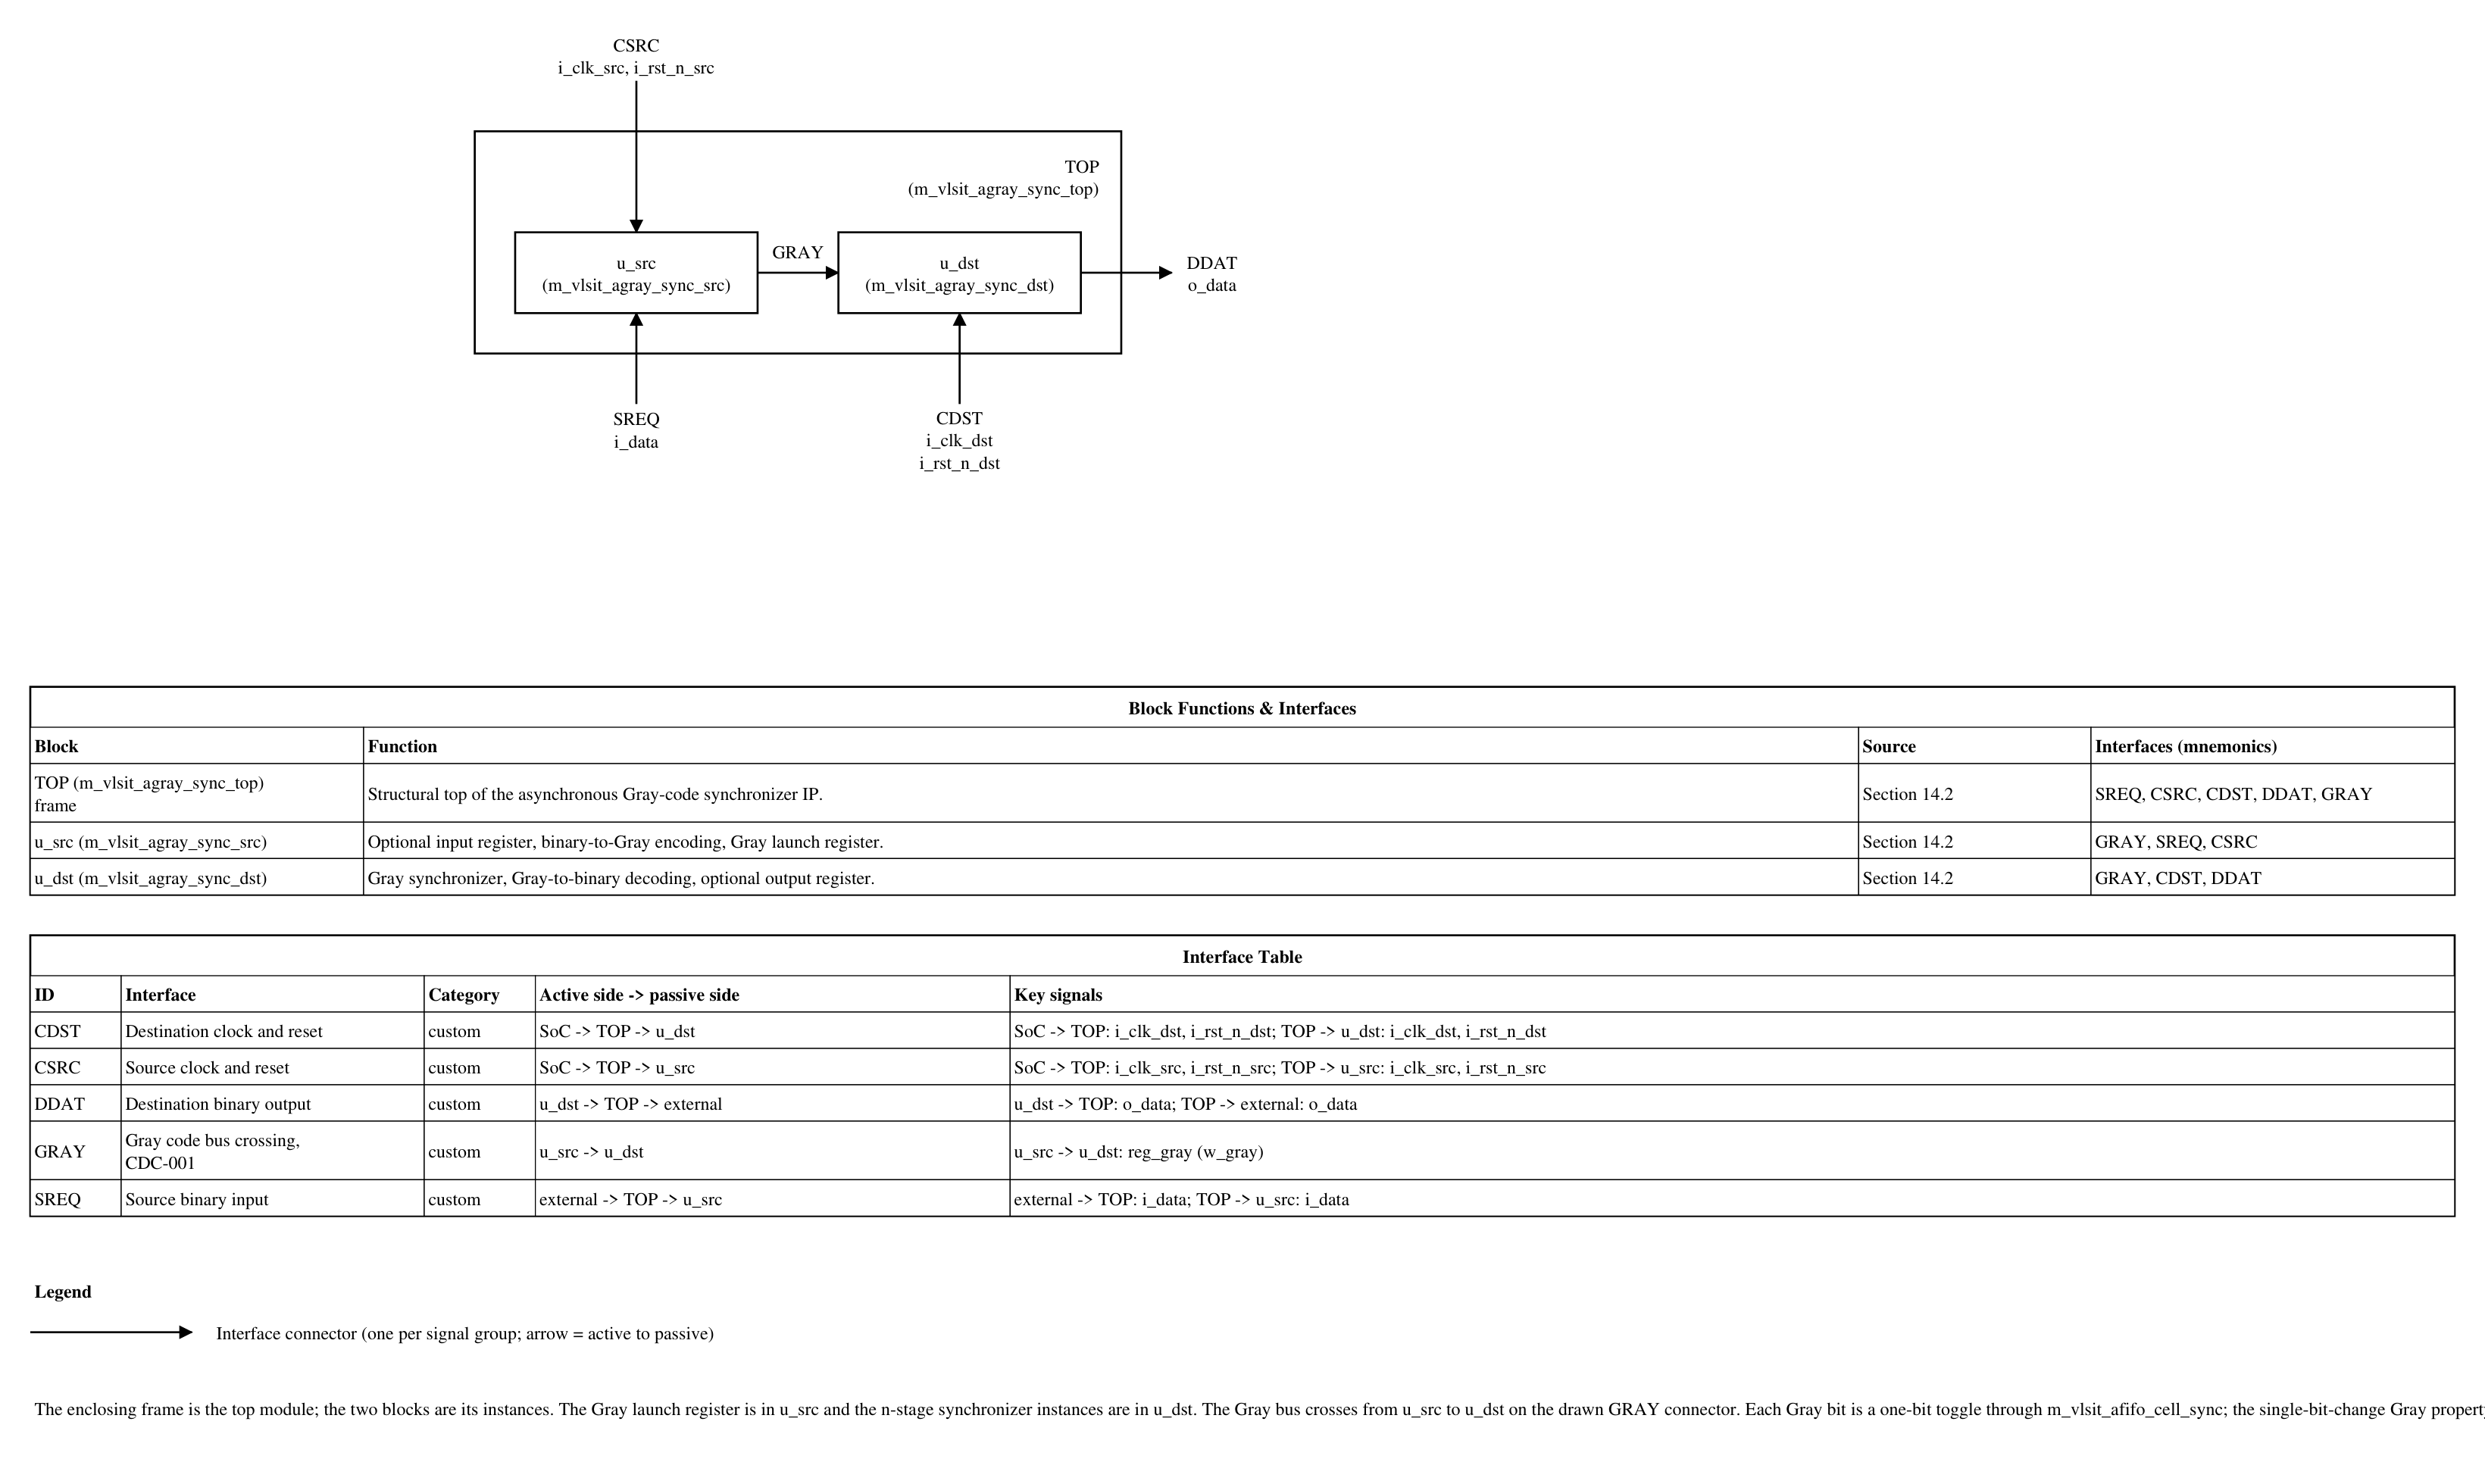 CSRC
i_clk_src, i_rst_n_src
TOP
(m_vlsit_agray_sync_top)
u_src
(m_vlsit_agray_sync_src)
GRAY
u_dst
(m_vlsit_agray_sync_dst)
DDAT
o_data
SREQ
i_data
CDST
i_clk_dst
i_rst_n_dst
Block Functions & Interfaces
Block Function Source Interfaces (mnemonics)
TOP (m_vlsit_agray_sync_top)
frame
Structural top of the asynchronous Gray-code synchronizer IP. Section 14.2 SREQ, CSRC, CDST, DDAT, GRAY
u_src (m_vlsit_agray_sync_src) Optional input register, binary-to-Gray encoding, Gray launch register. Section 14.2 GRAY, SREQ, CSRC
u_dst (m_vlsit_agray_sync_dst) Gray synchronizer, Gray-to-binary decoding, optional output register. Section 14.2 GRAY, CDST, DDAT
Interface Table
ID Interface Category Active side -> passive side Key signals
CDST Destination clock and reset custom SoC -> TOP -> u_dst SoC -> TOP: i_clk_dst, i_rst_n_dst; TOP -> u_dst: i_clk_dst, i_rst_n_dst
CSRC Source clock and reset custom SoC -> TOP -> u_src SoC -> TOP: i_clk_src, i_rst_n_src; TOP -> u_src: i_clk_src, i_rst_n_src
DDAT Destination binary output custom u_dst -> TOP -> external u_dst -> TOP: o_data; TOP -> external: o_data
GRAY Gray code bus crossing,
CDC-001
custom u_src -> u_dst u_src -> u_dst: reg_gray (w_gray)
SREQ Source binary input custom external -> TOP -> u_src external -> TOP: i_data; TOP -> u_src: i_data
Legend
Interface connector (one per signal group; arrow = active to passive)
The enclosing frame is the top module; the two blocks are its instances. The Gray launch register is in u_src and the n-stage synchronizer instances are in u_dst. The Gray bus crosses from u_src to u_dst on the drawn GRAY connector. Each Gray bit is a one-bit toggle through m_vlsit_afifo_cell_sync; the single-bit-change Gray